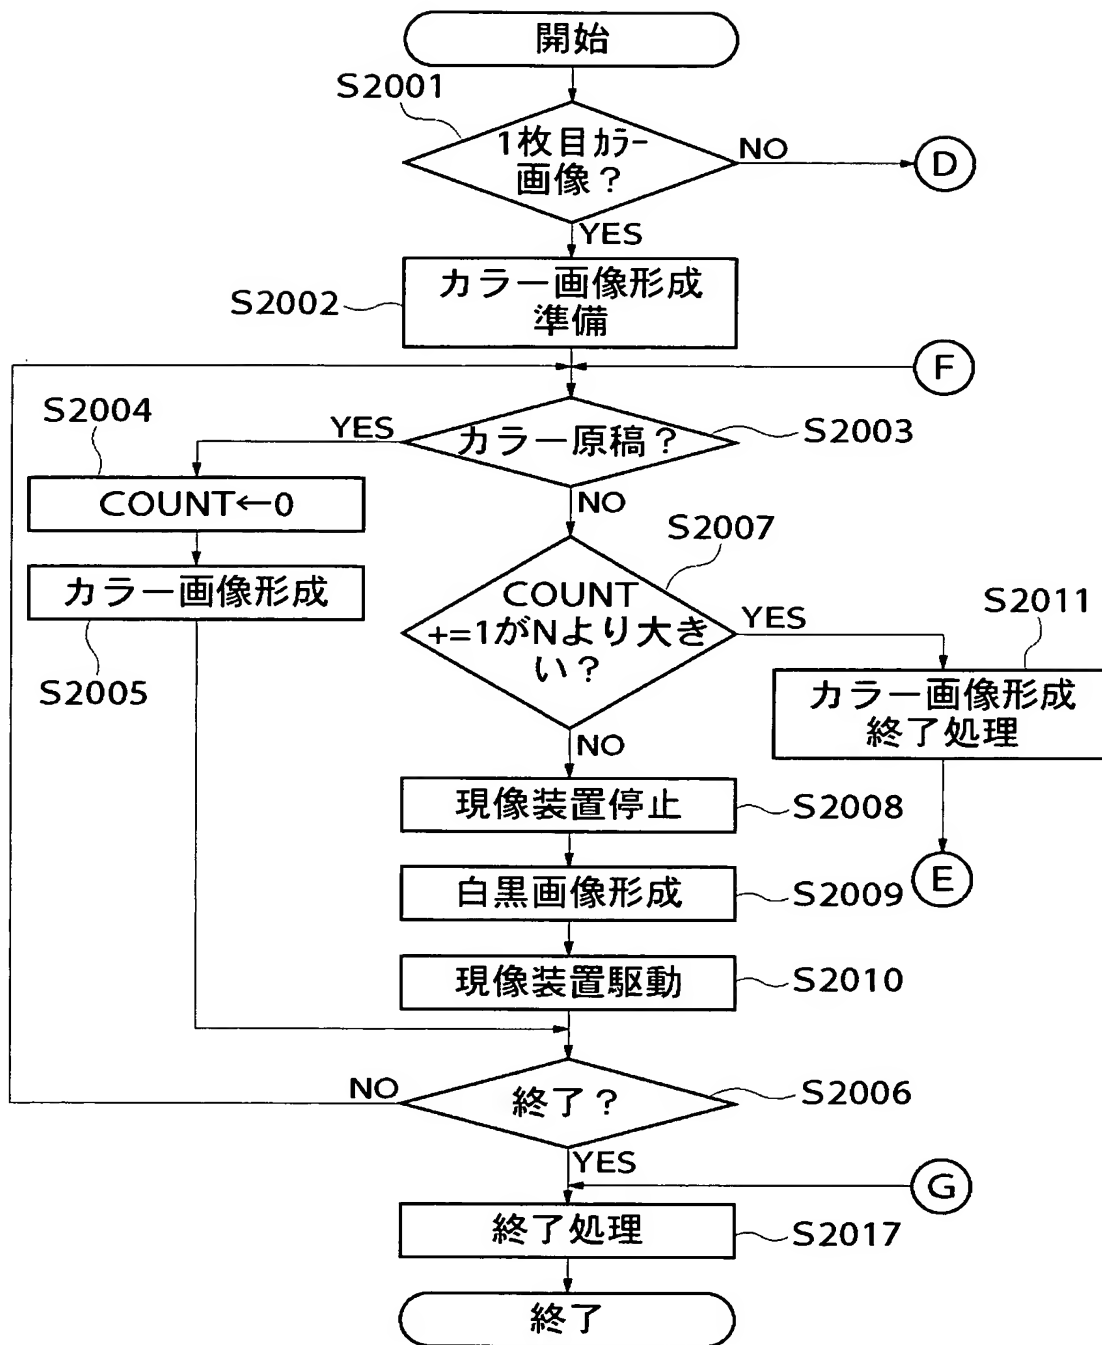 開始
S2001
1枚目ｶﾗｰ
画像？
NO
D
YES
S2002
カラー画像形成
準備
F
S2004
YES
カラー原稿？
S2003
COUNT←0
NO
S2007
カラー画像形成
S2005
COUNT
+=1がNより大き
い？
YES
S2011
カラー画像形成
終了処理
NO
現像装置停止
S2008
E
白黒画像形成
S2009
現像装置駆動
S2010
NO
終了？
S2006
YES
G
終了処理
S2017
終了